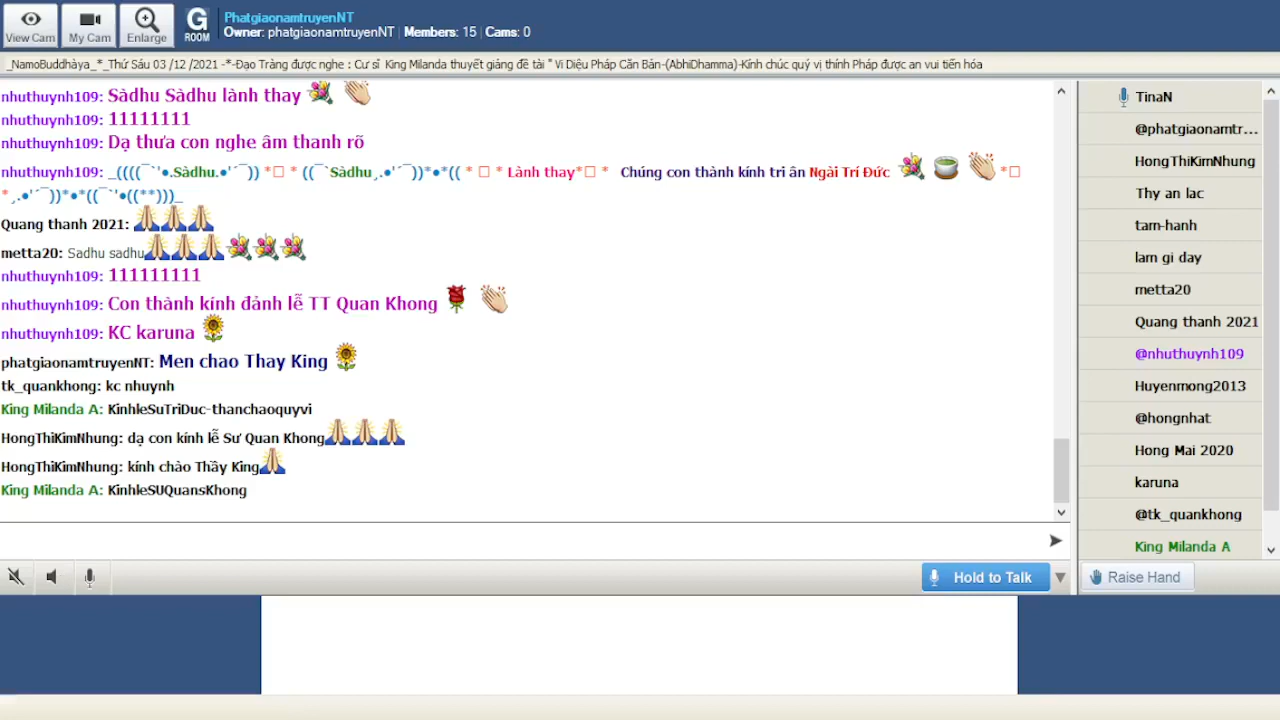 View Cam
My Cam
Enlarge
G
ROOM
PhatgiaonamtruyenNT
Owner: phatgiaonamtruyenNT | Members: 15 | Cams: 0
_NamoBuddhàya_*_Thứ Sáu 03 /12 /2021 -*-Đạo Tràng được nghe : Cư sĩ King Milanda thuyết giảng đề tài " Vi Diệu Pháp Căn Bản-(AbhiDhamma)-Kính chúc quý vị thính Pháp được an vui tiến hóa
nhuthuynh109: Sàdhu Sàdhu lành thay
nhuthuynh109: 11111111
nhuthuynh109: Dạ thưa con nghe âm thanh rõ
nhuthuynh109: _((((¯`'•.Sàdhu.•'´¯)) *□ * ((¯`Sàdhu¸.•'´¯))*•*(( * □ * Lành thay*□ * Chúng con thành kính tri ân Ngài Trí Đức *□
*¸.•'´¯))*•*((¯`'•((**)))_
Quang thanh 2021:
metta20: Sadhu sadhu
nhuthuynh109: 111111111
nhuthuynh109: Con thành kính đảnh lễ TT Quan Khong
nhuthuynh109: KC karuna
phatgiaonamtruyenNT: Men chao Thay King
tk_quankhong: kc nhuynh
King Milanda A: KinhleSuTriDuc-thanchaoquyvi
HongThiKimNhung: dạ con kính lễ Sư Quan Khong
HongThiKimNhung: kính chào Thầy King
King Milanda A: KinhleSUQuansKhong
Hold to Talk
TinaN
@phatgiaonamtr...
HongThiKimNhung
Thy an lac
tam-hanh
lam gi day
metta20
Quang thanh 2021
@nhuthuynh109
Huyenmong2013
@hongnhat
Hong Mai 2020
karuna
@tk_quankhong
King Milanda A
Raise Hand